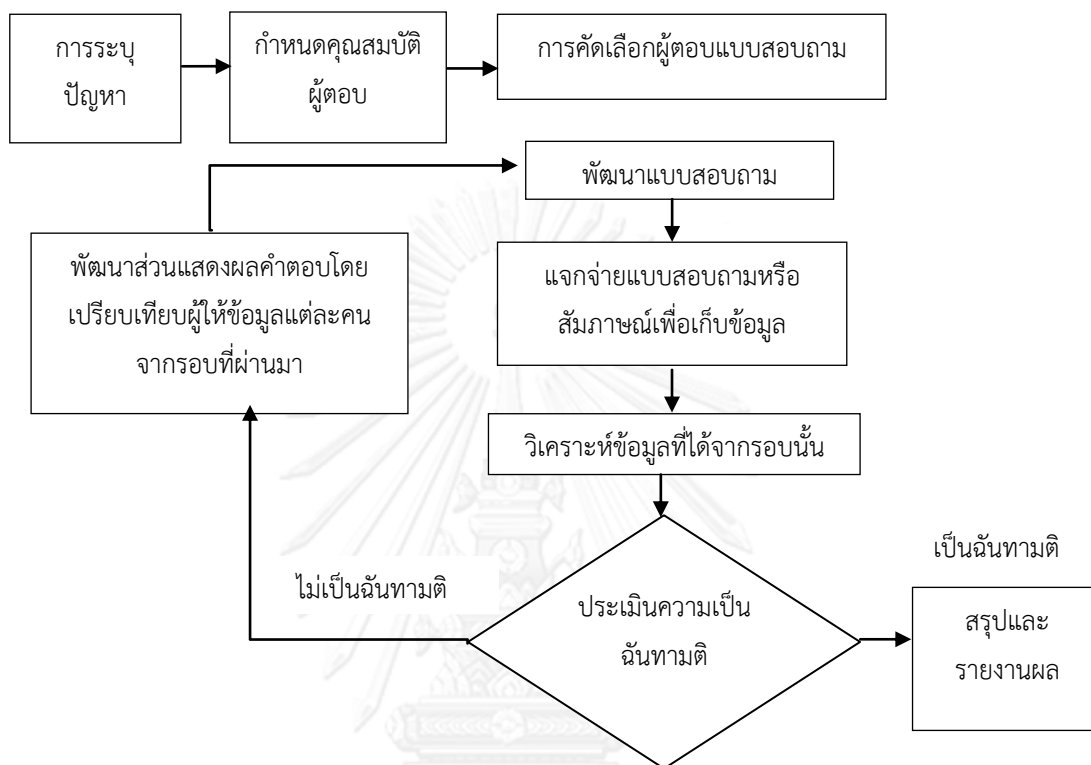 การระบุ
ปัญหา
กำหนดคุณสมบัติ
ผู้ตอบ
การคัดเลือกผู้ตอบแบบสอบถาม
พัฒนาแบบสอบถาม
พัฒนาส่วนแสดงผลคำตอบโดย
เปรียบเทียบผู้ให้ข้อมูลแต่ละคน
จากรอบที่ผ่านมา
แจกจ่ายแบบสอบถามหรือ
สัมภาษณ์เพื่อเก็บข้อมูล
วิเคราะห์ข้อมูลที่ได้จากรอบนั้น
ไม่เป็นฉันทามติ
ประเมินความเป็น
ฉันทามติ
เป็นฉันทามติ
สรุปและ
รายงานผล